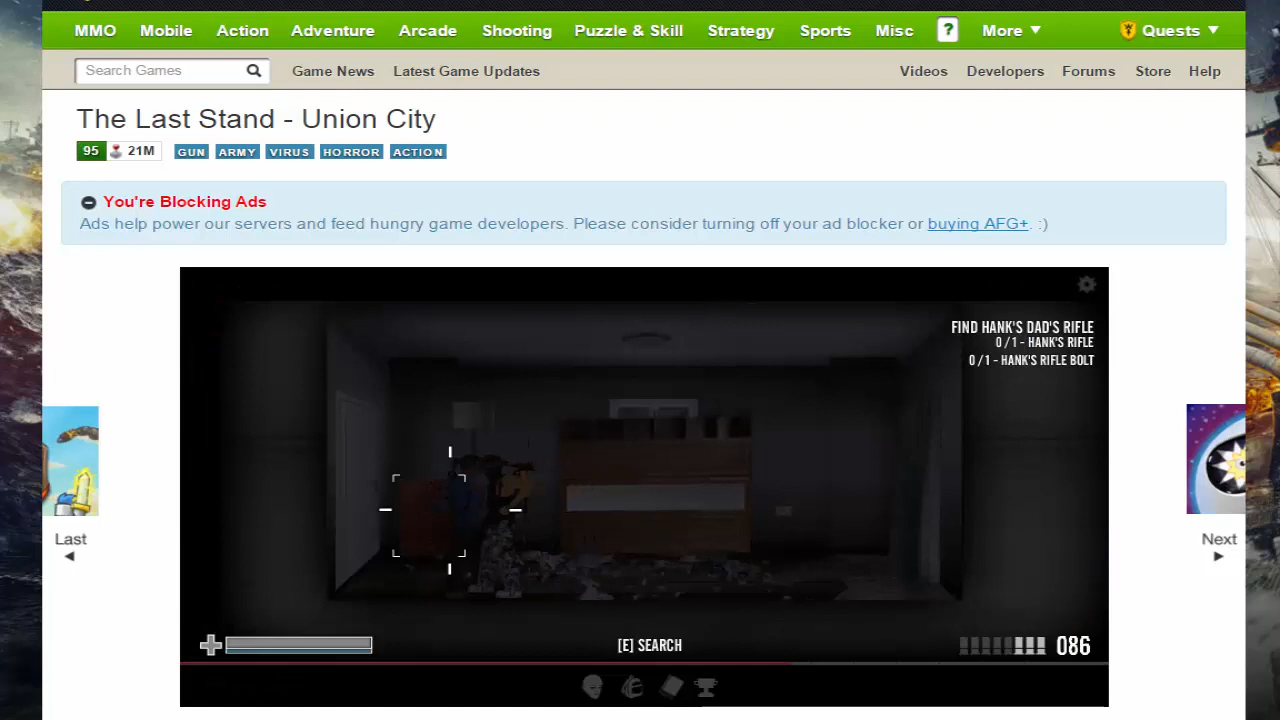 MMO Mobile Action Adventure Arcade Shooting Puzzle & Skill Strategy Sports Misc ? More Quests
Search Games Game News Latest Game Updates Videos Developers Forums Store Help
The Last Stand - Union City
95 21M GUN ARMY VIRUS HORROR ACTION
You're Blocking Ads
Ads help power our servers and feed hungry game developers. Please consider turning off your ad blocker or buying AFG+. :)
FIND HANK'S DAD'S RIFLE
0/1 - HANK'S RIFLE
0/1 - HANK'S RIFLE BOLT
Last
Next
[E] SEARCH
086